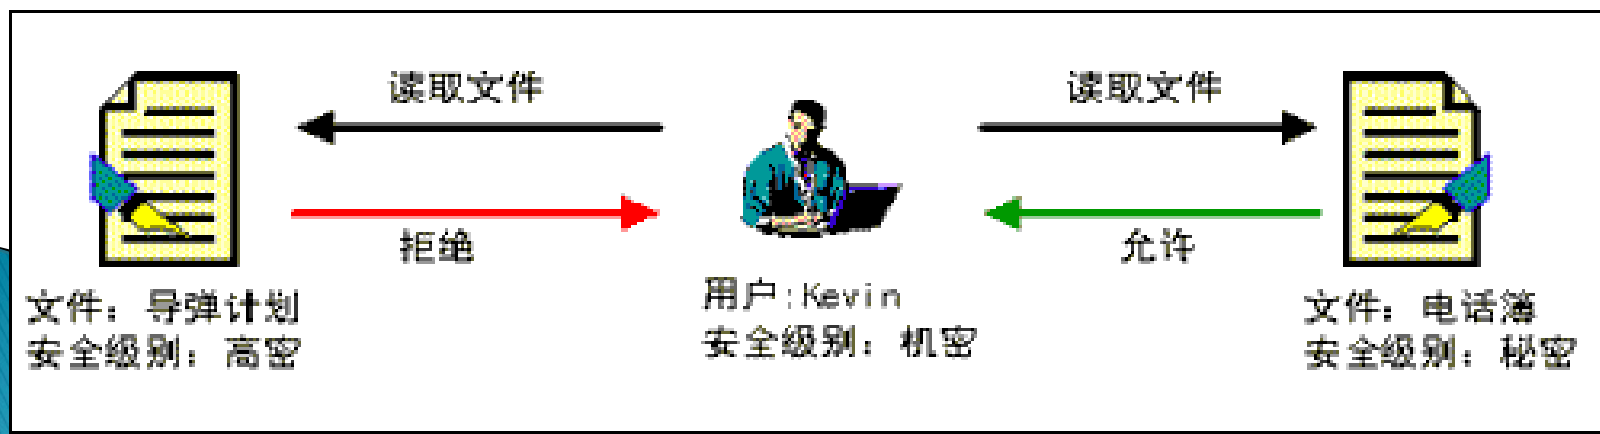 读取文件
读取文件
拒绝
允许
文件：导弹计划
安全级别：高密
用户:Kevin
安全级别：机密
文件：电话簿
安全级别：秘密